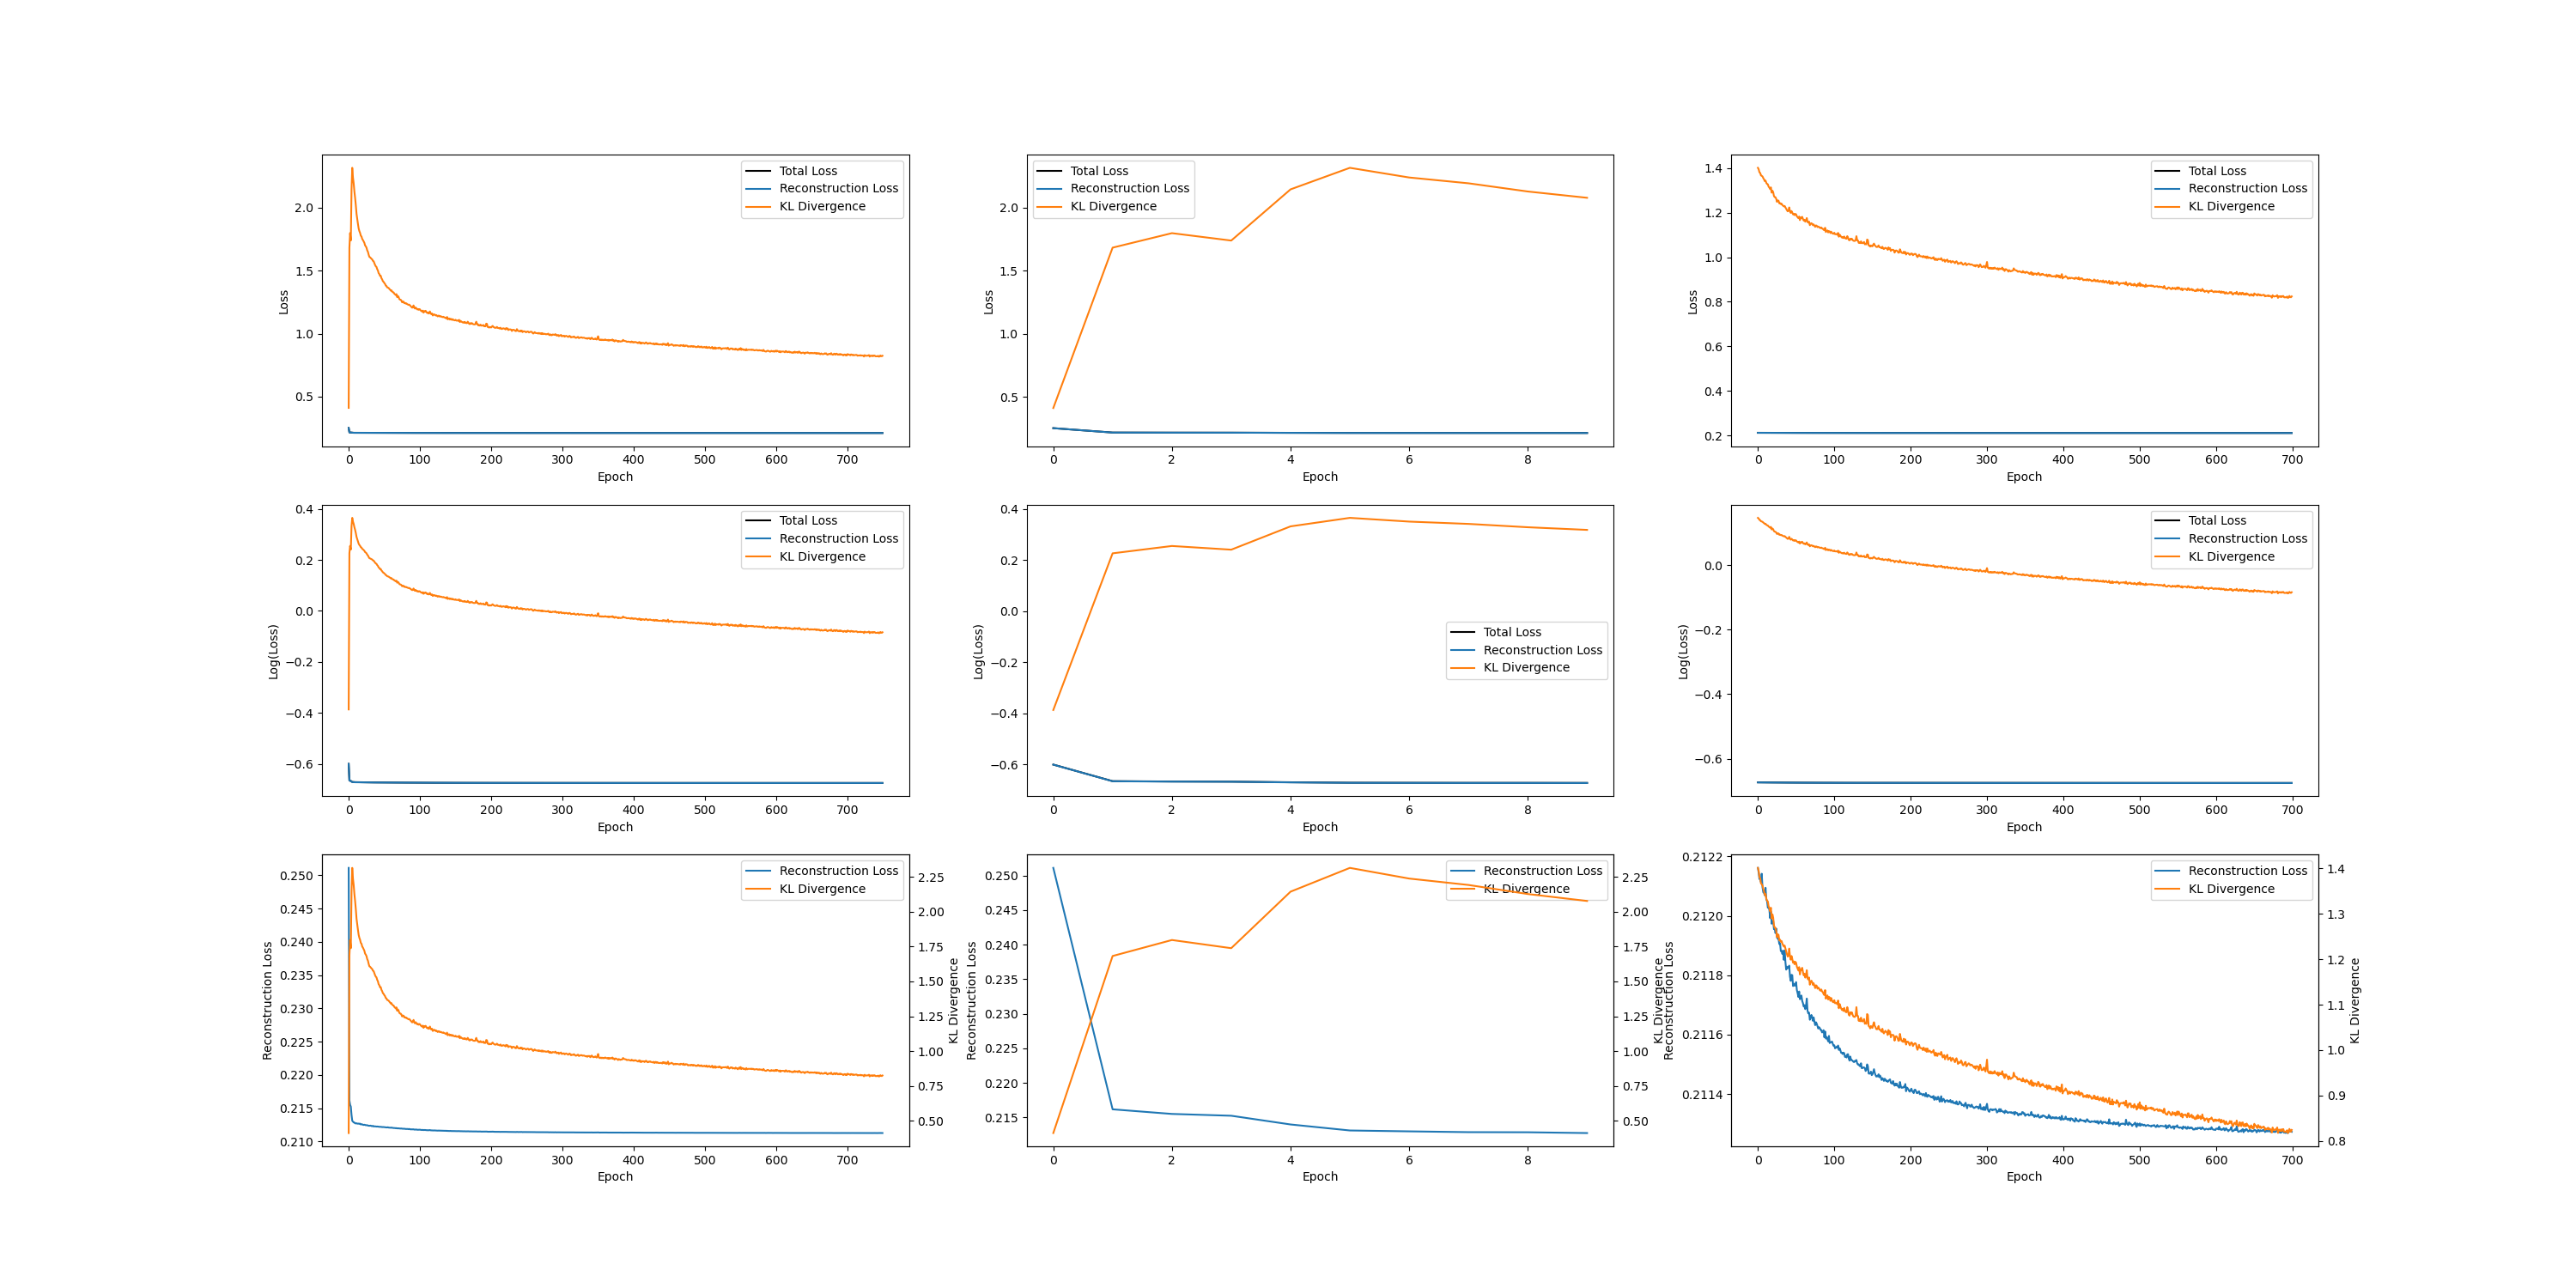 Total Loss
Reconstruction Loss
KL Divergence
Loss
2.0
1.5
1.0
0.5
0 100 200 300 400 500 600 700
Epoch
Total Loss
Reconstruction Loss
KL Divergence
Loss
2.0
1.5
1.0
0.5
0 2 4 6 8
Epoch
Total Loss
Reconstruction Loss
KL Divergence
Loss
1.4
1.2
1.0
0.8
0.6
0.4
0.2
0 100 200 300 400 500 600 700
Epoch
Total Loss
Reconstruction Loss
KL Divergence
Log(Loss)
0.4
0.2
0.0
−0.2
−0.4
−0.6
0 100 200 300 400 500 600 700
Epoch
Total Loss
Reconstruction Loss
KL Divergence
Log(Loss)
0.4
0.2
0.0
−0.2
−0.4
−0.6
0 2 4 6 8
Epoch
Total Loss
Reconstruction Loss
KL Divergence
Log(Loss)
0.0
−0.2
−0.4
−0.6
0 100 200 300 400 500 600 700
Epoch
Reconstruction Loss
KL Divergence
Reconstruction Loss
0.250
0.245
0.240
0.235
0.230
0.225
0.220
0.215
0.210
2.25
2.00
1.75
1.50
1.25
1.00
0.75
0.50
KL Divergence
0 100 200 300 400 500 600 700
Epoch
Reconstruction Loss
KL Divergence
Reconstruction Loss
0.250
0.245
0.240
0.235
0.230
0.225
0.220
0.215
2.25
2.00
1.75
1.50
1.25
1.00
0.75
0.50
KL Divergence
0 2 4 6 8
Epoch
Reconstruction Loss
KL Divergence
Reconstruction Loss
0.2122
0.2120
0.2118
0.2116
0.2114
1.4
1.3
1.2
1.1
1.0
0.9
0.8
KL Divergence
0 100 200 300 400 500 600 700
Epoch